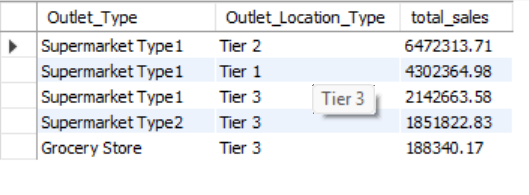 Outlet_Type Outlet_Location_Type total_sales
Supermarket Type1 Tier 2 6472313.71
Supermarket Type1 Tier 1 4302364.98
Supermarket Type1 Tier 3 2142663.58
Tier 3
Supermarket Type2 Tier 3 1851822.83
Grocery Store Tier 3 188340.17